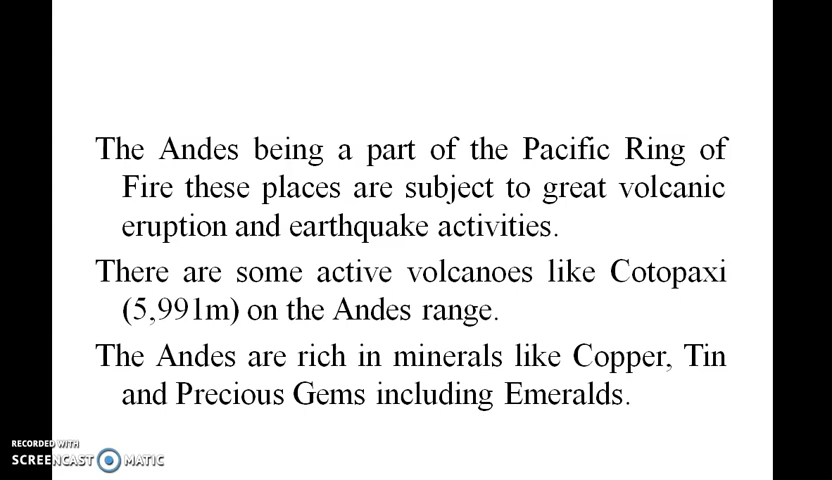 The Andes being a part of the Pacific Ring of
Fire these places are subject to great volcanic
eruption and earthquake activities.
There are some active volcanoes like Cotopaxi
(5,991m) on the Andes range.
The Andes are rich in minerals like Copper, Tin
and Precious Gems including Emeralds.
RECORDED WITH
SCREENCAST MATIC